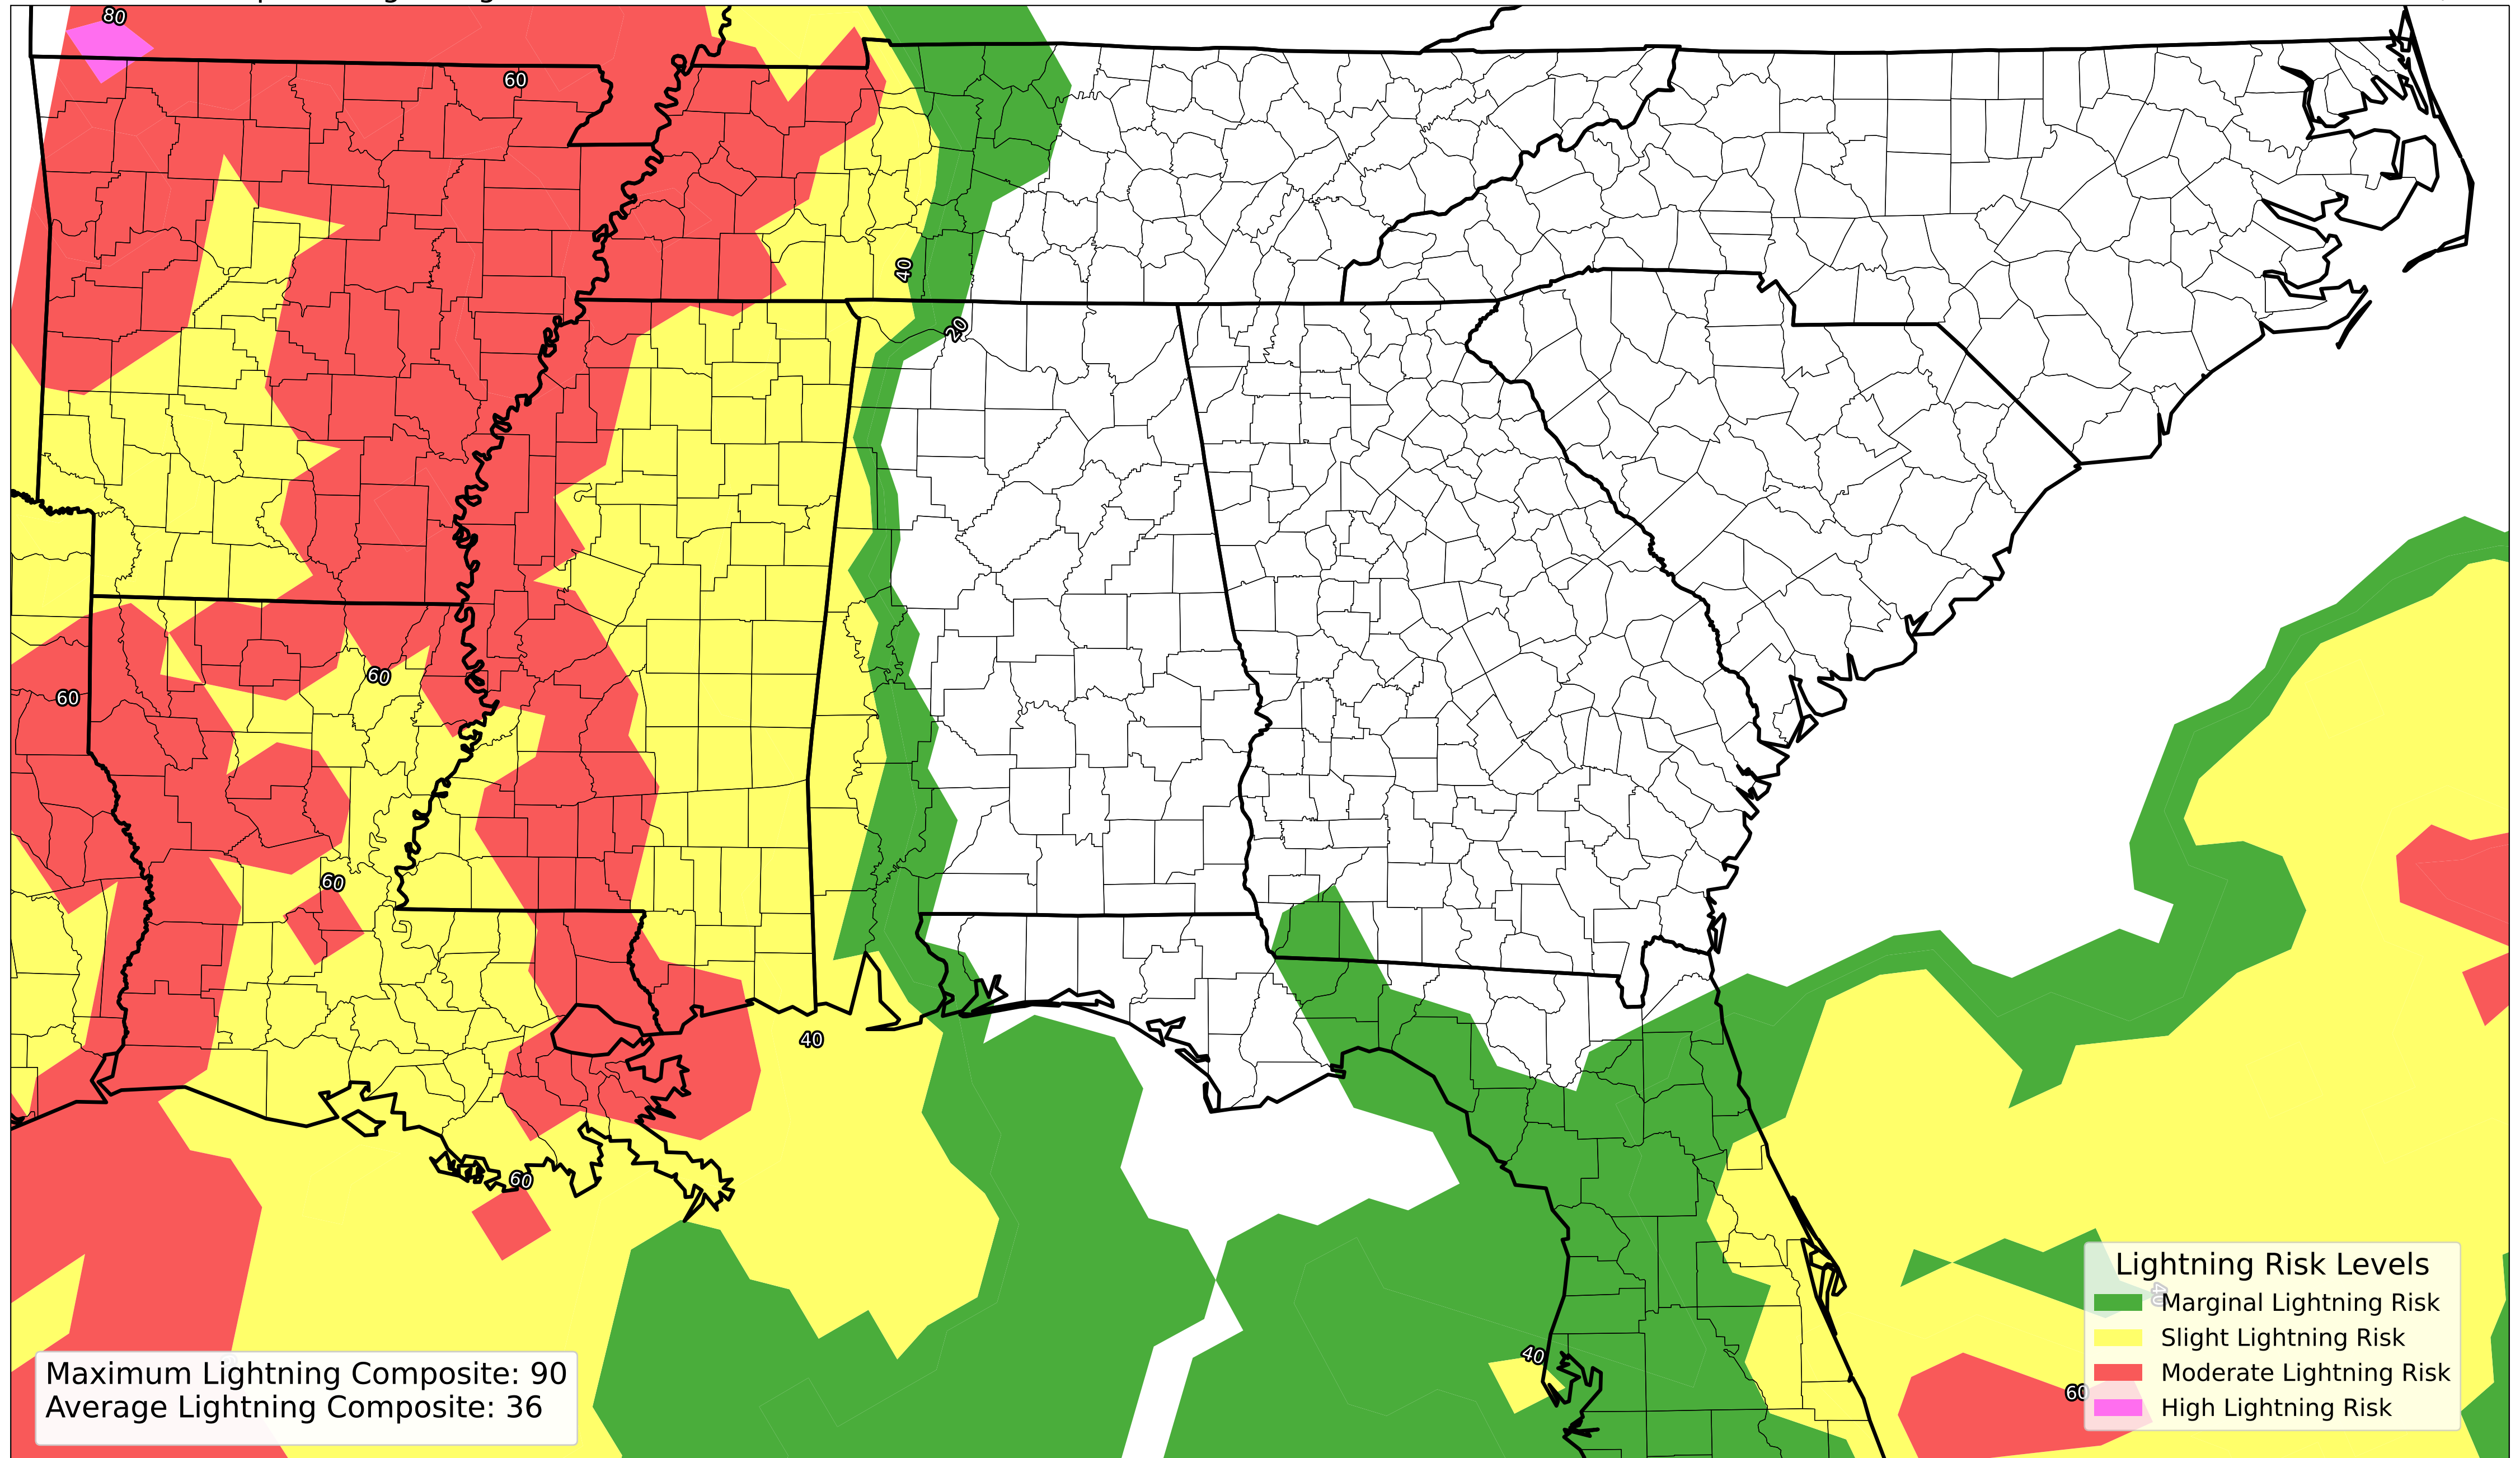 80
60
40
20
60
60
60
40
60
40
40
60
Lightning Risk Levels
Marginal Lightning Risk
Slight Lightning Risk
Moderate Lightning Risk
High Lightning Risk
Maximum Lightning Composite: 90
Average Lightning Composite: 36